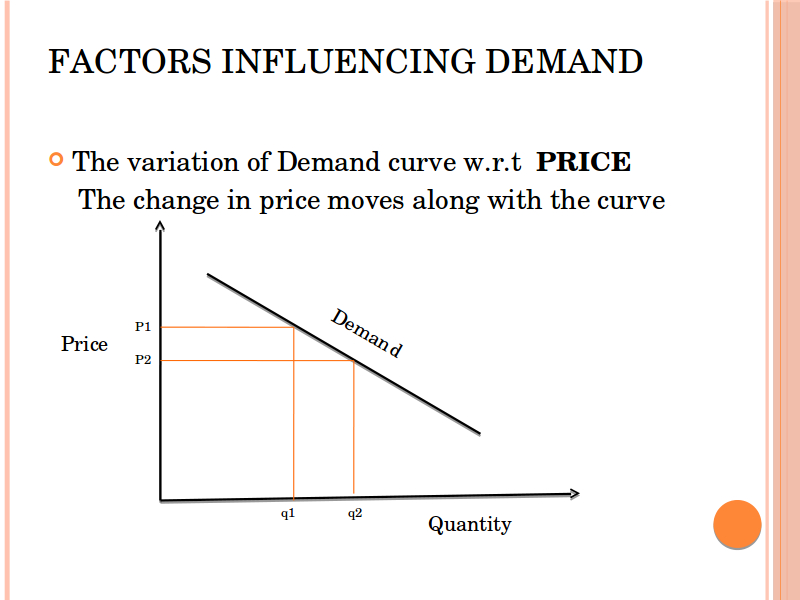 FACTORS INFLUENCING DEMAND
The variation of Demand curve w.r.t PRICE
The change in price moves along with the curve
P1
Demand
Price
P2
q1
q2
Quantity